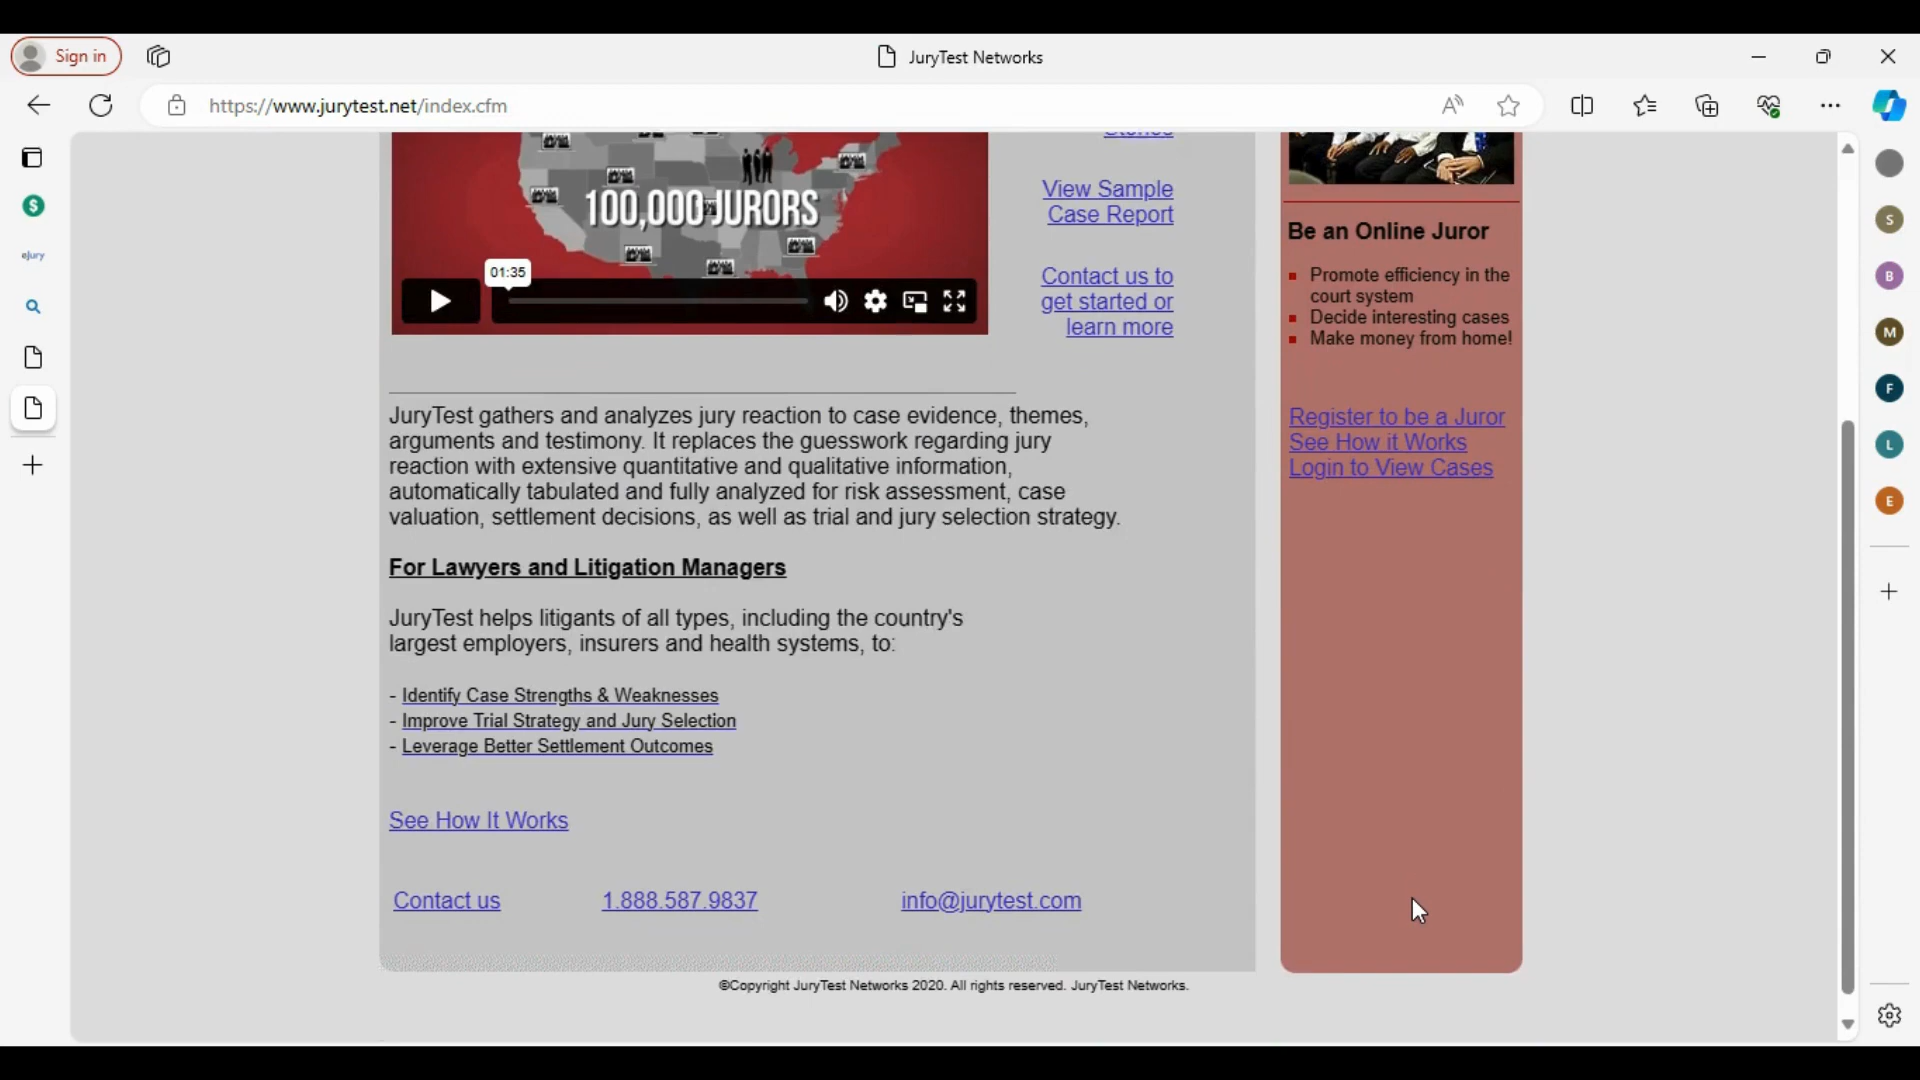 Sign in
JuryTest Networks
https://www.jurytest.net/index.cfm
$
eJury
100,000 JURORS
01:35
View Sample
Case Report
Contact us to
get started or
learn more
JuryTest gathers and analyzes jury reaction to case evidence, themes,
arguments and testimony. It replaces the guesswork regarding jury
reaction with extensive quantitative and qualitative information,
automatically tabulated and fully analyzed for risk assessment, case
valuation, settlement decisions, as well as trial and jury selection strategy.
For Lawyers and Litigation Managers
JuryTest helps litigants of all types, including the country's
largest employers, insurers and health systems, to:
- Identify Case Strengths & Weaknesses
- Improve Trial Strategy and Jury Selection
- Leverage Better Settlement Outcomes
See How It Works
Contact us
1.888.587.9837
info@jurytest.com
©Copyright JuryTest Networks 2020. All rights reserved. JuryTest Networks.
Be an Online Juror
Promote efficiency in the
court system
Decide interesting cases
Make money from home!
Register to be a Juror
See How it Works
Login to View Cases
S
B
M
F
L
E